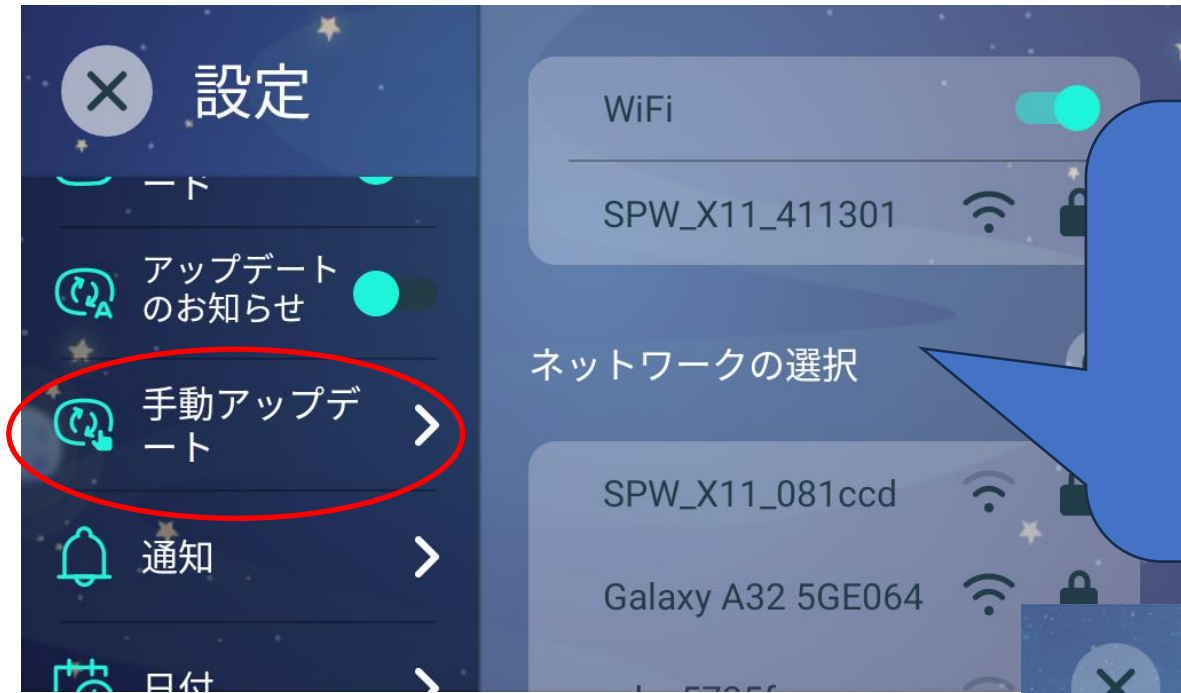 設定
ード
アップデート
のお知らせ
手動アップデ
ート
通知
日付
WiFi
SPW_X11_411301
ネットワークの選択
SPW_X11_081ccd
Galaxy A32 5GE064